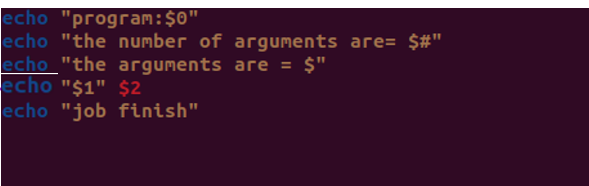 echo "program:$0"
echo "the number of arguments are= $#"
echo "the arguments are = $"
echo "$1" $2
echo "job finish"